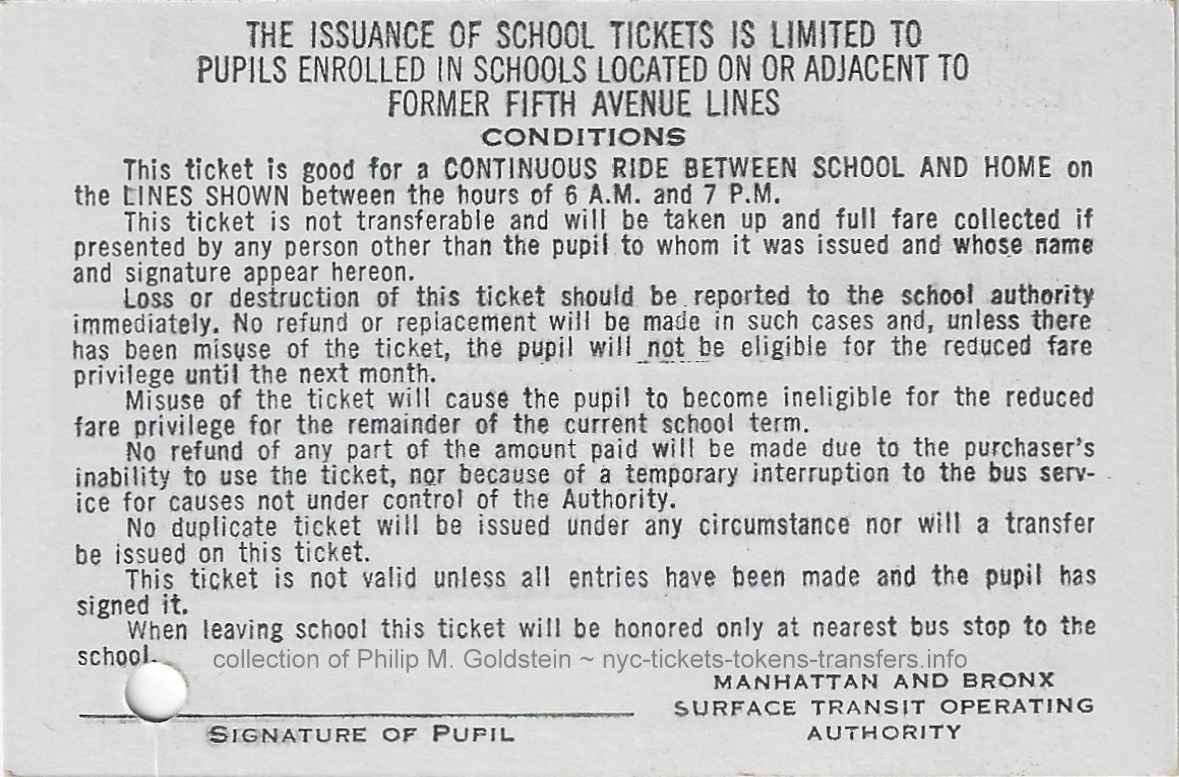 THE ISSUANCE OF SCHOOL TICKETS IS LIMITED TO
PUPILS ENROLLED IN SCHOOLS LOCATED ON OR ADJACENT TO
FORMER FIFTH AVENUE LINES
CONDITIONS
This ticket is good for a CONTINUOUS RIDE BETWEEN SCHOOL AND HOME on
the LINES SHOWN between the hours of 6 A.M. and 7 P.M.
This ticket is not transferable and will be taken up and full fare collected if
presented by any person other than the pupil to whom it was issued and whose name
and signature appear hereon.
Loss or destruction of this ticket should be reported to the school authority
immediately. No refund or replacement will be made in such cases and, unless there
has been misuse of the ticket, the pupil will not be eligible for the reduced fare
privilege until the next month.
Misuse of the ticket will cause the pupil to become ineligible for the reduced
fare privilege for the remainder of the current school term.
No refund of any part of the amount paid will be made due to the purchaser's
inability to use the ticket, nor because of a temporary interruption to the bus serv-
ice for causes not under control of the Authority.
No duplicate ticket will be issued under any circumstance nor will a transfer
be issued on this ticket.
This ticket is not valid unless all entries have been made and the pupil has
signed it.
When leaving school this ticket will be honored only at nearest bus stop to the
school.
collection of Philip M. Goldstein ~ nyc-tickets-tokens-transfers.info
MANHATTAN AND BRONX
SURFACE TRANSIT OPERATING
AUTHORITY
SIGNATURE OF PUPIL